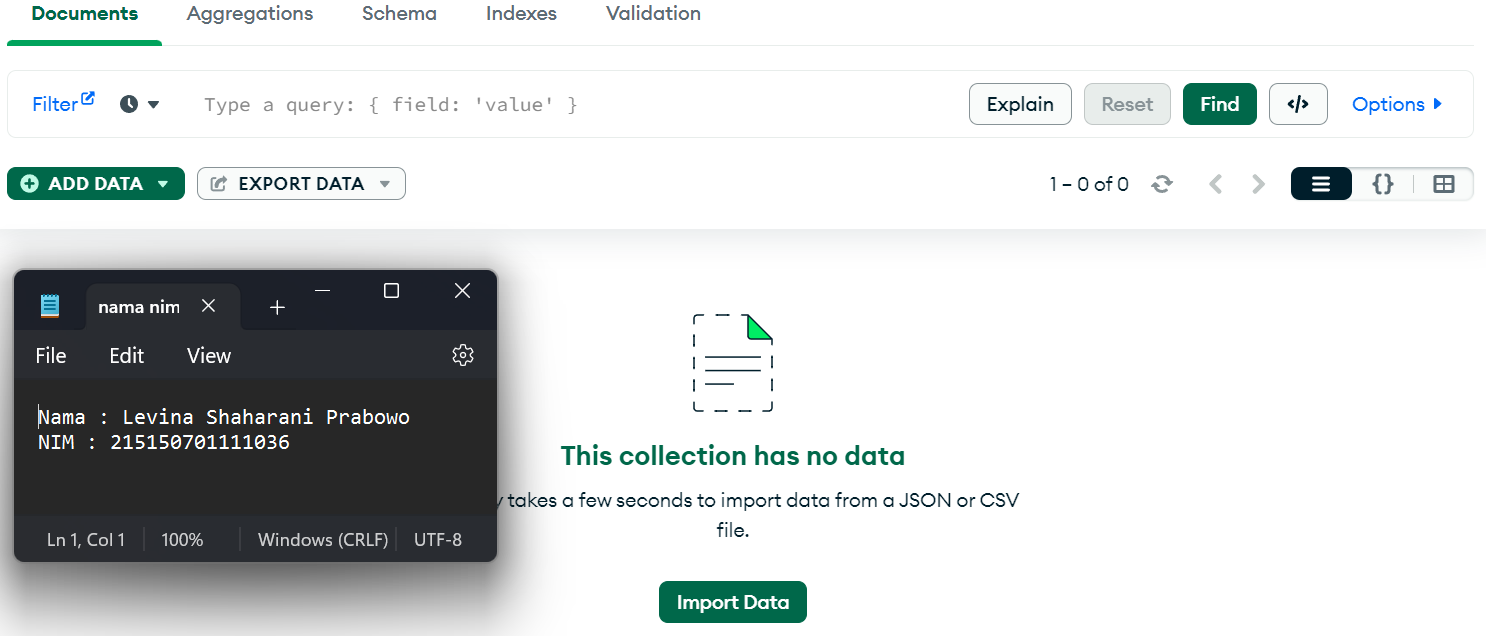 Documents Aggregations Schema Indexes Validation
Filter Type a query: { field: 'value' } Explain Reset Find </> Options
ADD DATA EXPORT DATA 1 – 0 of 0 {}
nama nim
File Edit View
Nama : Levina Shaharani Prabowo
NIM : 215150701111036
Ln 1, Col 1 100% Windows (CRLF) UTF-8
This collection has no data
takes a few seconds to import data from a JSON or CSV
file.
Import Data